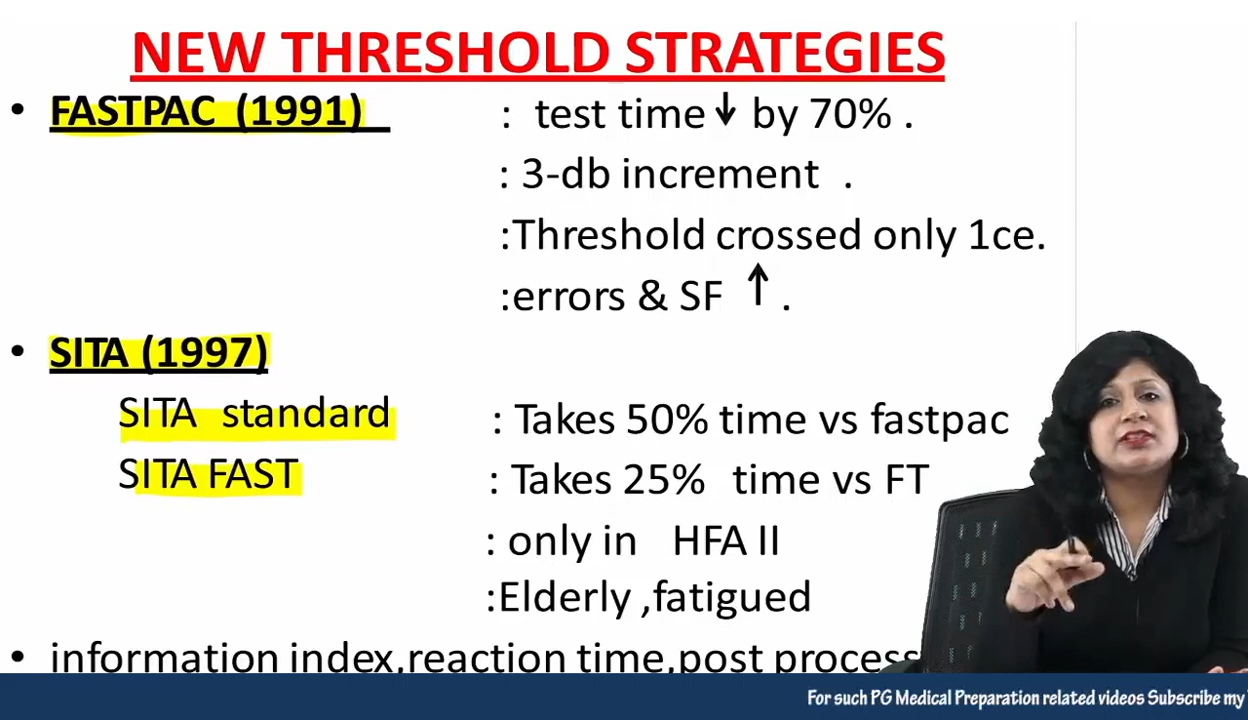 NEW THRESHOLD STRATEGIES
• FASTPAC (1991) : test time ↓ by 70% .
: 3-db increment .
:Threshold crossed only 1ce.
:errors & SF ↑ .
• SITA (1997)
SITA standard : Takes 50% time vs fastpac
SITA FAST : Takes 25% time vs FT
: only in HFA II
:Elderly ,fatigued
• information index,reaction time,post process
For such PG Medical Preparation related videos Subscribe my